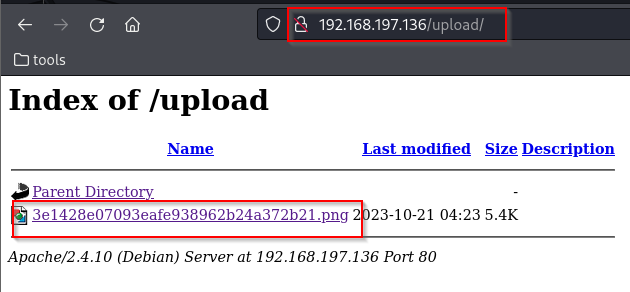 192.168.197.136/upload/
tools
Index of /upload
Name Last modified Size Description
Parent Directory -
3e1428e07093eafe938962b24a372b21.png 2023-10-21 04:23 5.4K
Apache/2.4.10 (Debian) Server at 192.168.197.136 Port 80